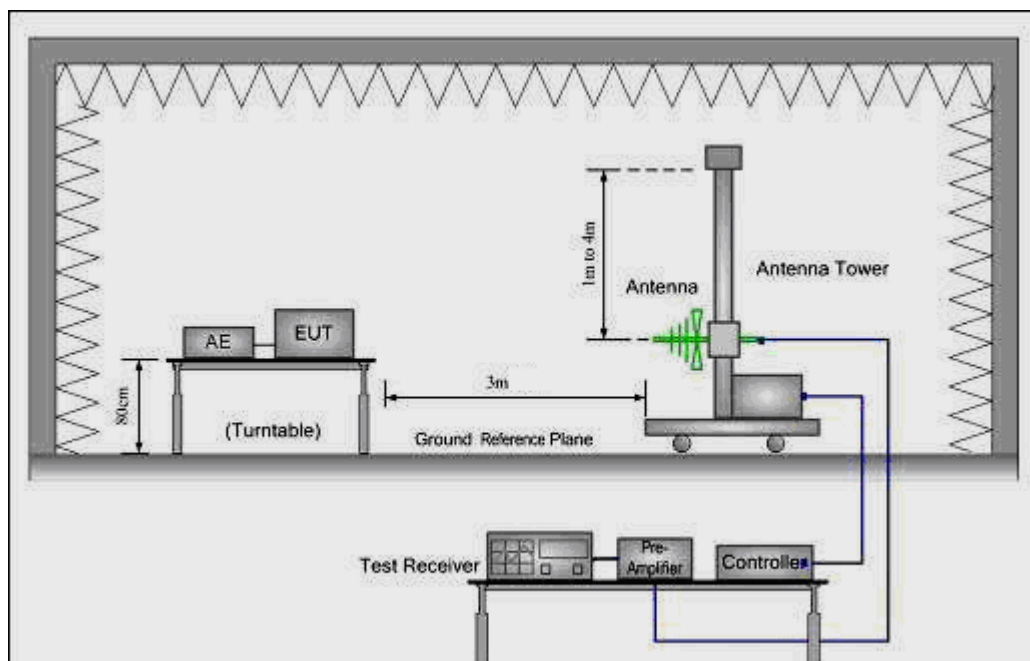 1m to 4m
Antenna
Antenna Tower
AE
EUT
80cm
3m
(Turntable)
Ground Reference Plane
Test Receiver
Pre-
Amplifier
Controller